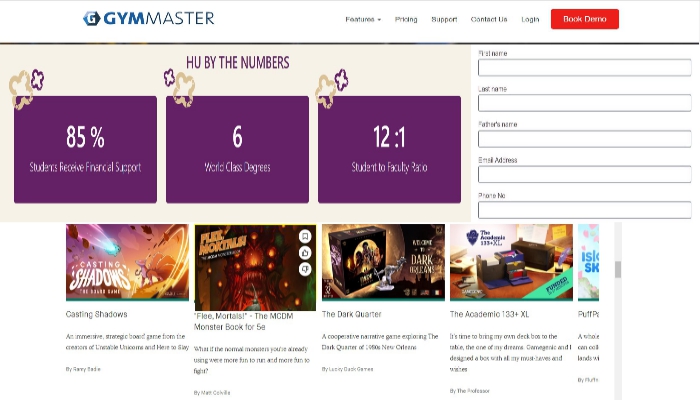 GYMMASTER
Features
Pricing
Support
Contact Us
Login
Book Demo
HU BY THE NUMBERS
85 %
Students Receive Financial Support
6
World Class Degrees
12 :1
Student to Faculty Ratio
First name
Last name
Father's name
Email Address
Phone No
CASTING
SHADOWS
THE BOARD GAME
Casting Shadows
An immersive, strategic board game from the
creators of Unstable Unicorns and Here to Slay
By Ramy Badie
FLEE,
MORTALS!
"Flee, Mortals!" - The MCDM
Monster Book for 5e
What if the normal monsters you're already
using were more fun to run and more fun to
fight?
By Matt Colville
WELCOME
TO
DARK
ORLEANS
The Dark Quarter
A cooperative narrative game exploring The
Dark Quarter of 1980s New Orleans
By Lucky Duck Games
The
Academic
133+XL
FUNDED
The Academic 133+ XL
It's time to bring my own deck box to the
table, the one of my dreams. Gamegenic and I
designed a box with all my must-haves and
wishes
By The Professor
PuffPa
A whole
can colle
lands wi
By Fluffy